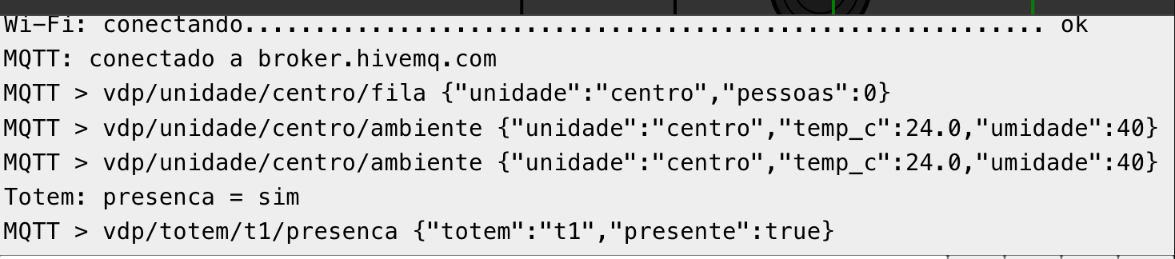 Wi-Fi: conectando......................................................... ok
MQTT: conectado a broker.hivemq.com
MQTT > vdp/unidade/centro/fila {"unidade":"centro","pessoas":0}
MQTT > vdp/unidade/centro/ambiente {"unidade":"centro","temp_c":24.0,"umidade":40}
MQTT > vdp/unidade/centro/ambiente {"unidade":"centro","temp_c":24.0,"umidade":40}
Totem: presenca = sim
MQTT > vdp/totem/t1/presenca {"totem":"t1","presente":true}